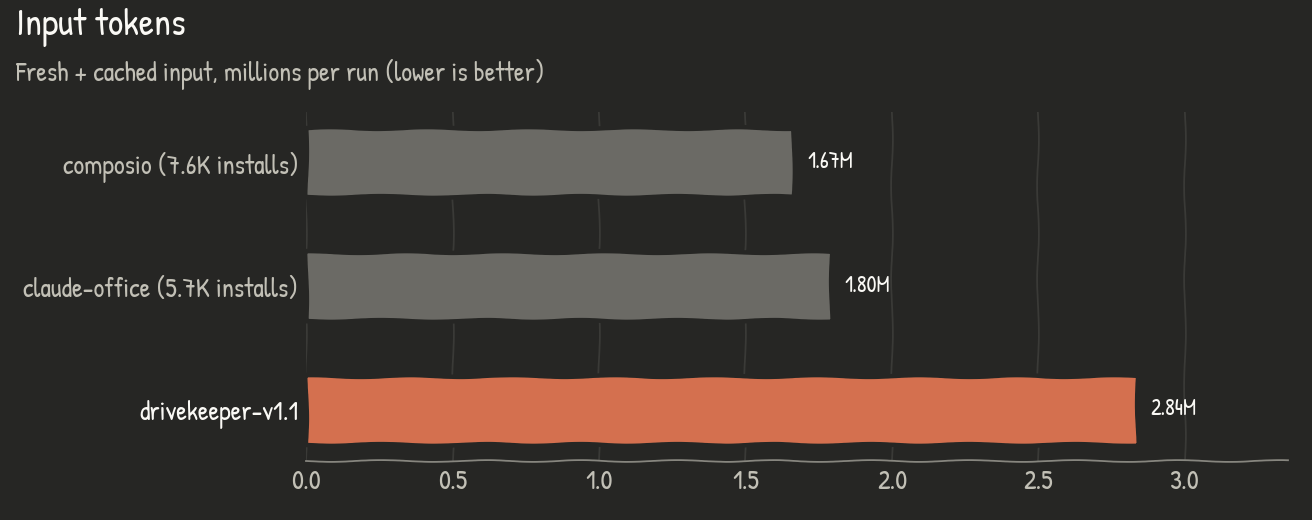 Input tokens
Fresh + cached input, millions per run (lower is better)
composio (7.6K installs)
1.67M
claude-office (5.7K installs)
1.80M
drivekeeper-v1.1
2.84M
0.0 0.5 1.0 1.5 2.0 2.5 3.0